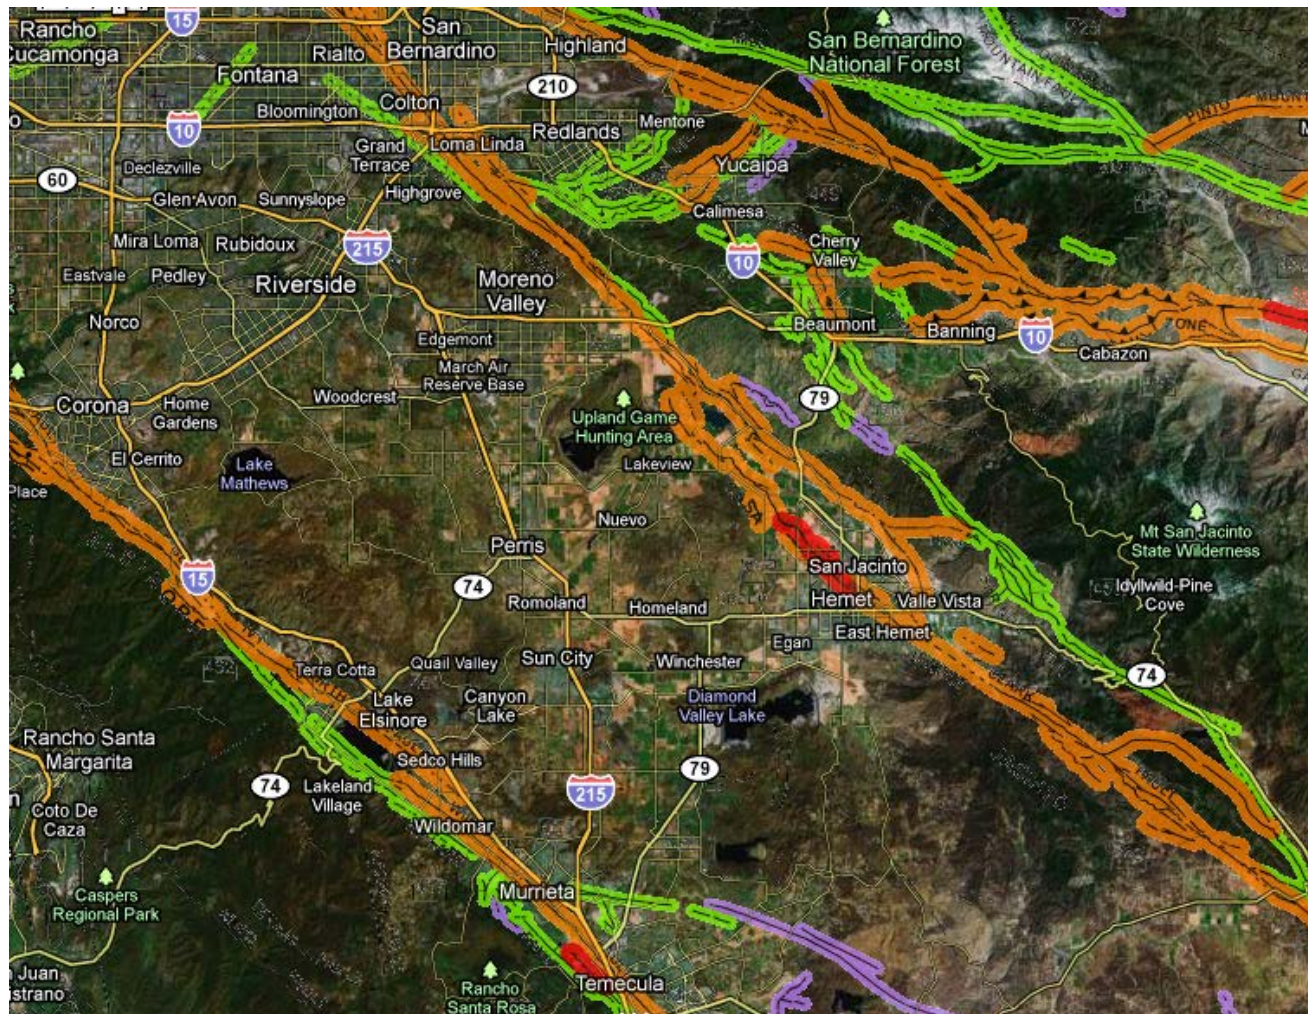 Rancho
Cucamonga
15
San
Bernardino
Highland
San Bernardino
National Forest
Rialto
Fontana
210
Colton
Bloomington
10
Mentone
Redlands
Loma Linda
Grand
Terrace
Declezville
Yucaipa
60
Glen Avon
Sunnyslope
Highgrove
Calimesa
Mira Loma
Rubidoux
215
Cherry
Valley
10
Eastvale
Pedley
Riverside
Moreno
Valley
Norco
Beaumont
Banning
10
ONE
Edgemont
Cabazon
March Air
Reserve Base
Woodcrest
Corona
Home
Gardens
79
Upland Game
Hunting Area
El Cerrito
Lake
Mathews
Lakeview
Place
Nuevo
Mt San Jacinto
State Wilderness
Perris
15
San Jacinto
74
Idyllwild-Pine
Cove
Romoland
Homeland
Hemet
Valle Vista
East Hemet
Egan
Terra Cotta
Quail Valley
Sun City
Winchester
74
Lake
Elsinore
Canyon
Lake
Diamond
Valley Lake
Rancho Santa
Margarita
Sedco Hills
79
74
Lakeland
Village
215
Coto De
Caza
Wildomar
Caspers
Regional Park
Murrieta
Juan
Temecula
Rancho
Santa Rosa